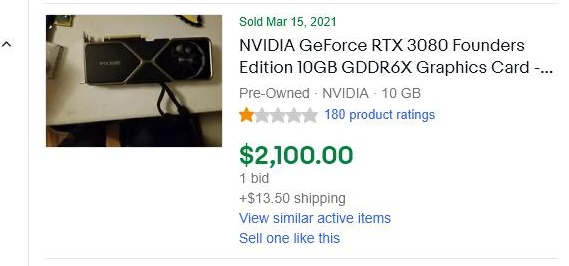 Sold Mar 15, 2021
NVIDIA GeForce RTX 3080 Founders
Edition 10GB GDDR6X Graphics Card -...
Pre-Owned · NVIDIA · 10 GB
180 product ratings
$2,100.00
1 bid
+$13.50 shipping
View similar active items
Sell one like this